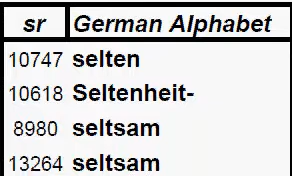 sr German Alphabet
10747 selten
10618 Seltenheit-
8980 seltsam
13264 seltsam